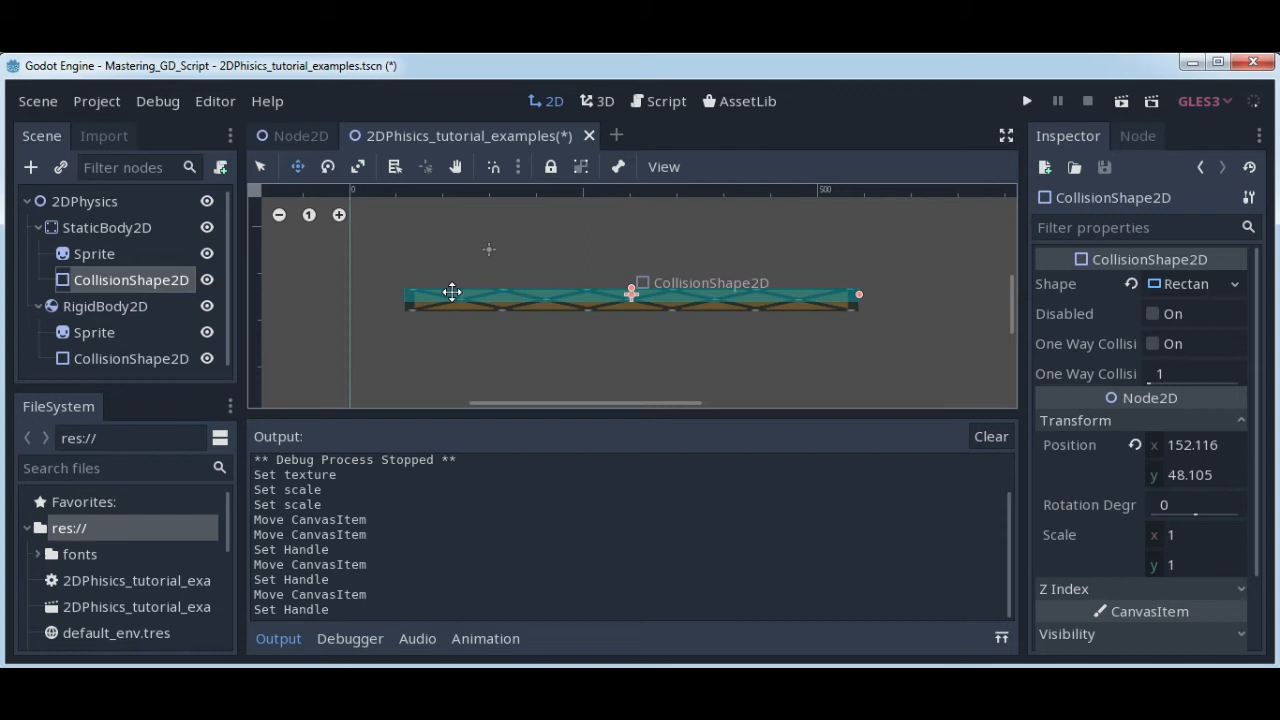 Godot Engine - Mastering_GD_Script - 2DPhisics_tutorial_examples.tscn (*)
Scene Project Debug Editor Help
2D 3D Script AssetLib
GLES3
Scene Import
Filter nodes
2DPhysics
StaticBody2D
Sprite
CollisionShape2D
RigidBody2D
Sprite
CollisionShape2D
FileSystem
res://
Search files
Favorites:
res://
fonts
2DPhisics_tutorial_exa
2DPhisics_tutorial_exa
default_env.tres
Node2D 2DPhisics_tutorial_examples(*)
View
0 500
1
CollisionShape2D
Output:
Clear
** Debug Process Stopped **
Set texture
Set scale
Set scale
Move CanvasItem
Move CanvasItem
Set Handle
Move CanvasItem
Set Handle
Move CanvasItem
Set Handle
Output Debugger Audio Animation
Inspector Node
CollisionShape2D
Filter properties
CollisionShape2D
Shape Rectan
Disabled On
One Way Collisi On
One Way Collisi 1
Node2D
Transform
Position x 152.116
y 48.105
Rotation Degr 0
Scale x 1
y 1
Z Index
CanvasItem
Visibility